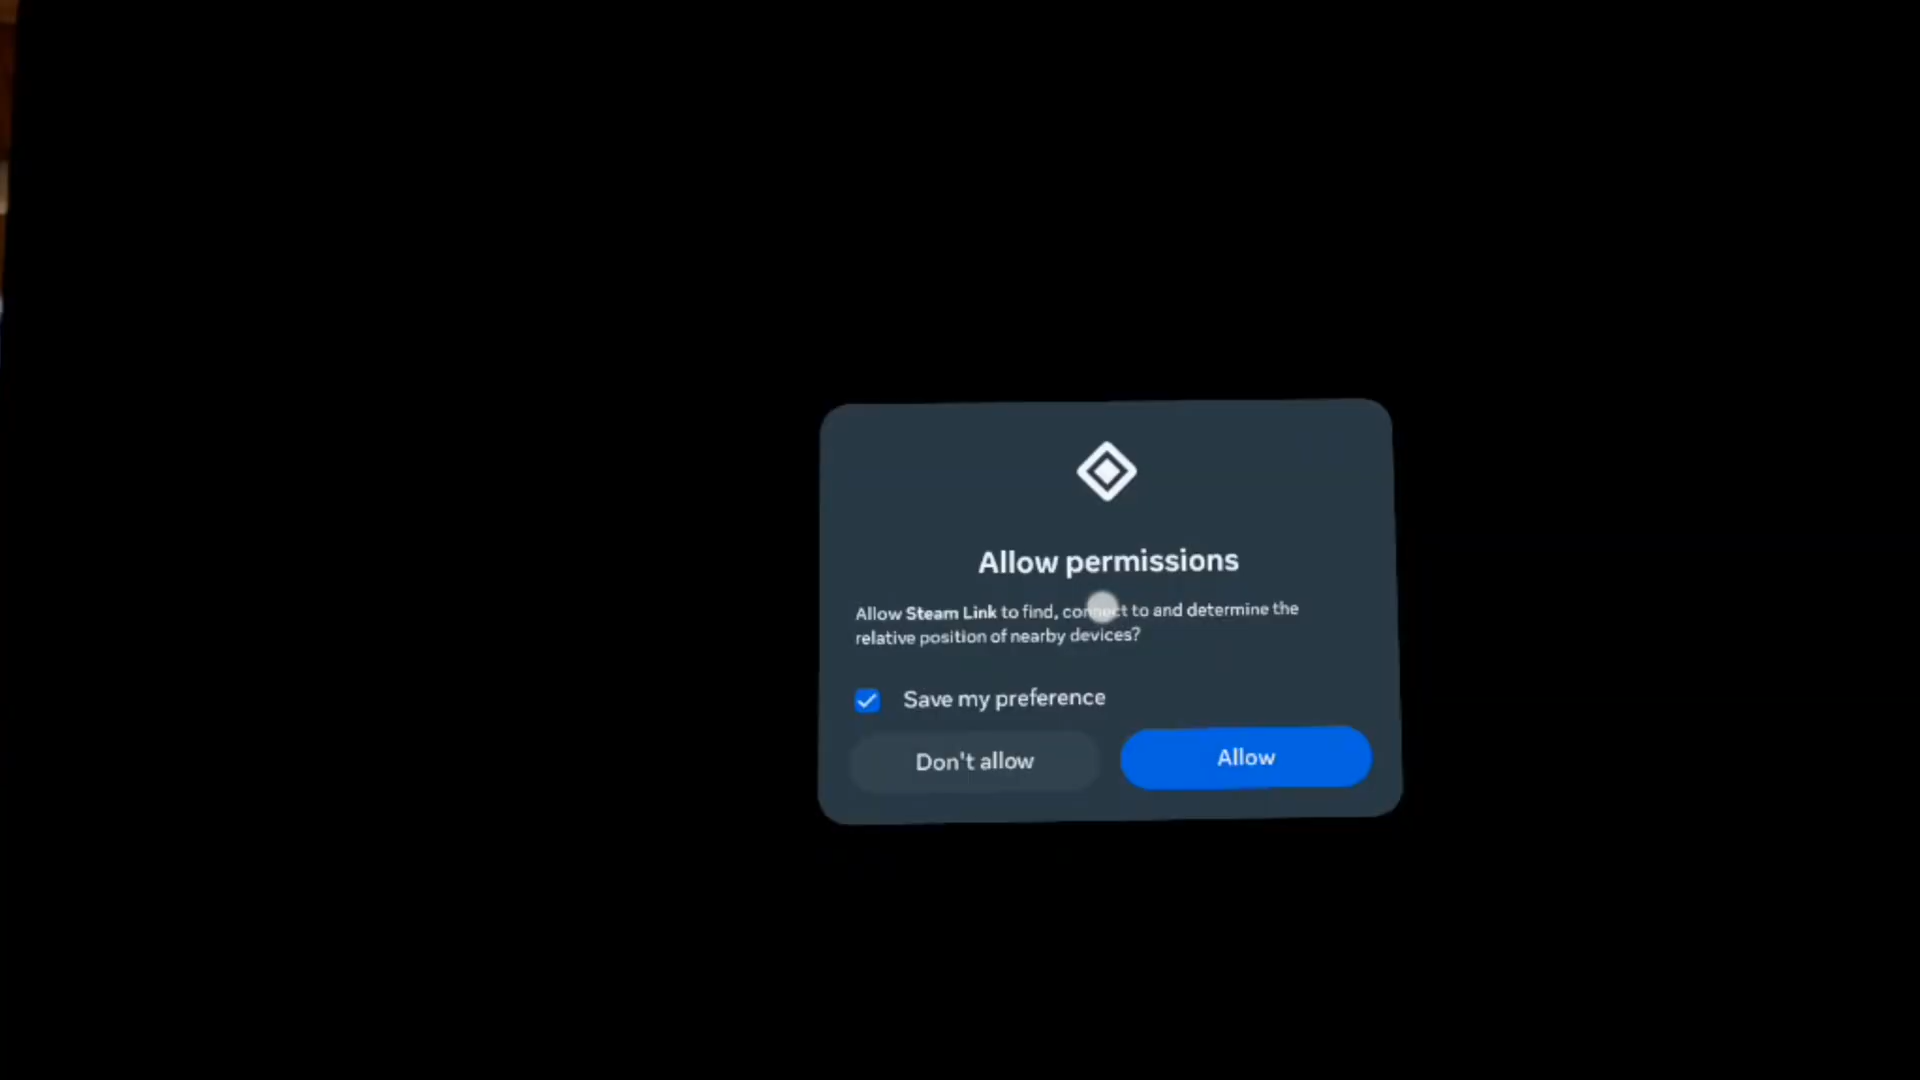 Allow permissions
Allow Steam Link to find, connect to and determine the
relative position of nearby devices?
Save my preference
Don't allow
Allow